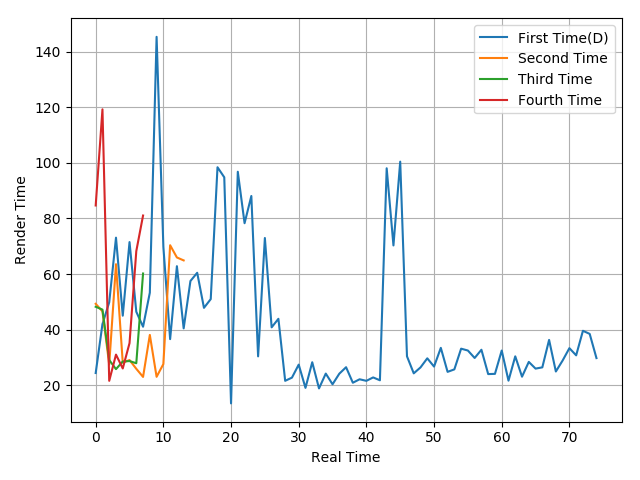 First Time(D)
Second Time
Third Time
Fourth Time
Render Time
140
120
100
80
60
40
20
0 10 20 30 40 50 60 70
Real Time